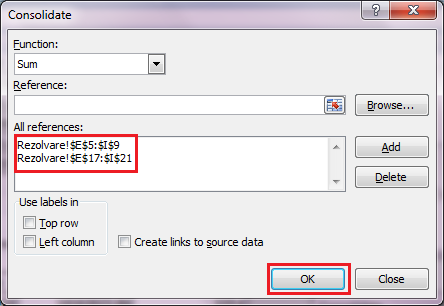 Consolidate
?
Function:
Sum
Reference:
Browse...
All references:
Rezolvare!$E$5:$I$9
Rezolvare!$E$17:$I$21
Add
Delete
Use labels in
Top row
Left column
Create links to source data
OK
Close